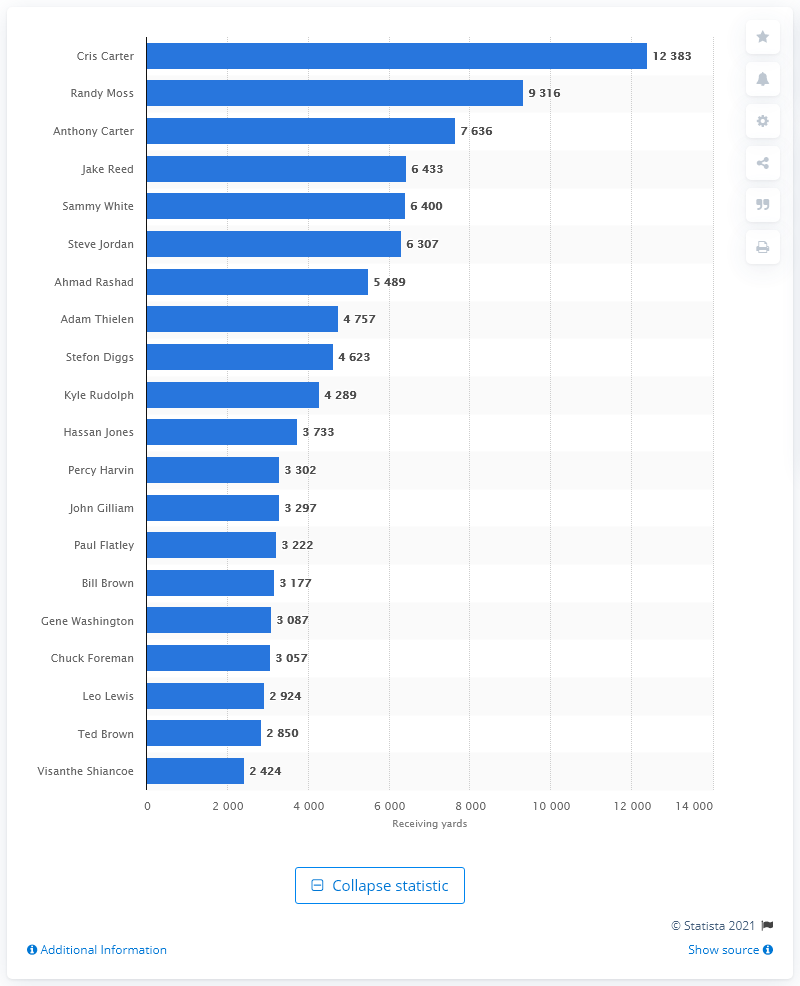 Cris Carter 12 383
Randy Moss 9 316
Anthony Carter 7 636
Jake Reed 6 433
Sammy White 6 400
Steve Jordan 6 307
Ahmad Rashad 5 489
Adam Thielen 4 757
Stefon Diggs 4 623
Kyle Rudolph 4 289
Hassan Jones 3 733
Percy Harvin 3 302
John Gilliam 3 297
Paul Flatley 3 222
Bill Brown 3 177
Gene Washington 3 087
Chuck Foreman 3 057
Leo Lewis 2 924
Ted Brown 2 850
Visanthe Shiancoe 2 424
0 2 000 4 000 6 000 8 000 10 000 12 000 14 000
Receiving yards
Collapse statistic
© Statista 2021
Additional Information Show source